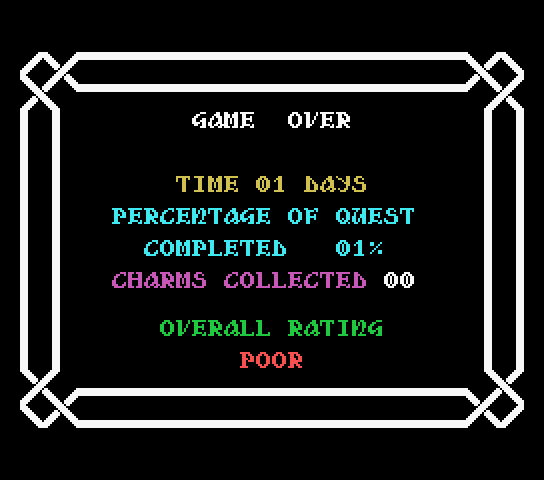 GAME OVER
TIME 01 DAYS
PERCENTAGE OF QUEST
COMPLETED 01%
CHARMS COLLECTED 00
OVERALL RATING
POOR